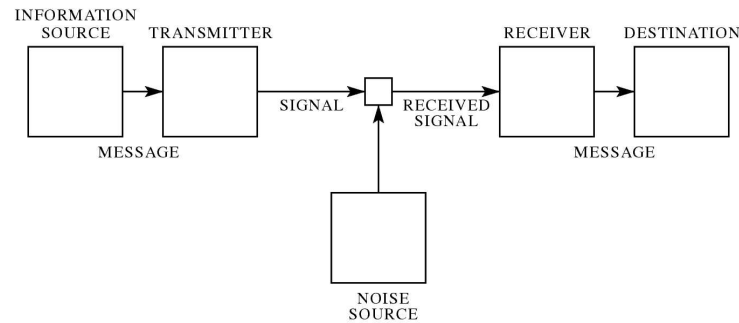 INFORMATION
SOURCE
TRANSMITTER
RECEIVER
DESTINATION
SIGNAL
RECEIVED
SIGNAL
MESSAGE
MESSAGE
NOISE
SOURCE